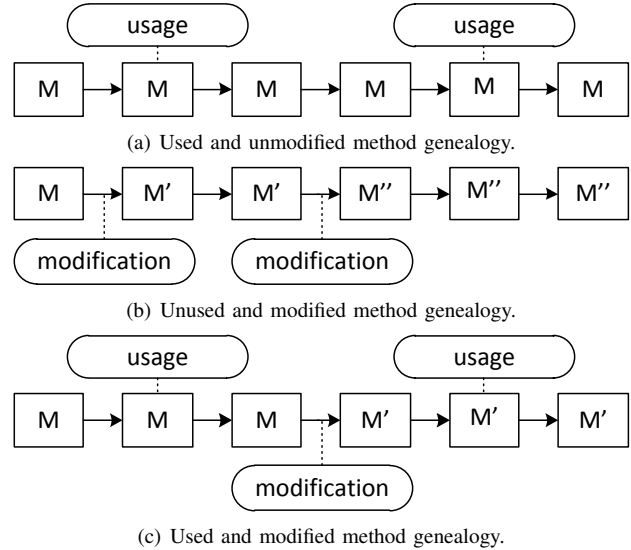 usage usage
M M M M M M
(a) Used and unmodified method genealogy.
M M' M' M'' M'' M''
modification modification
(b) Unused and modified method genealogy.
usage usage
M M M M' M' M'
modification
(c) Used and modified method genealogy.